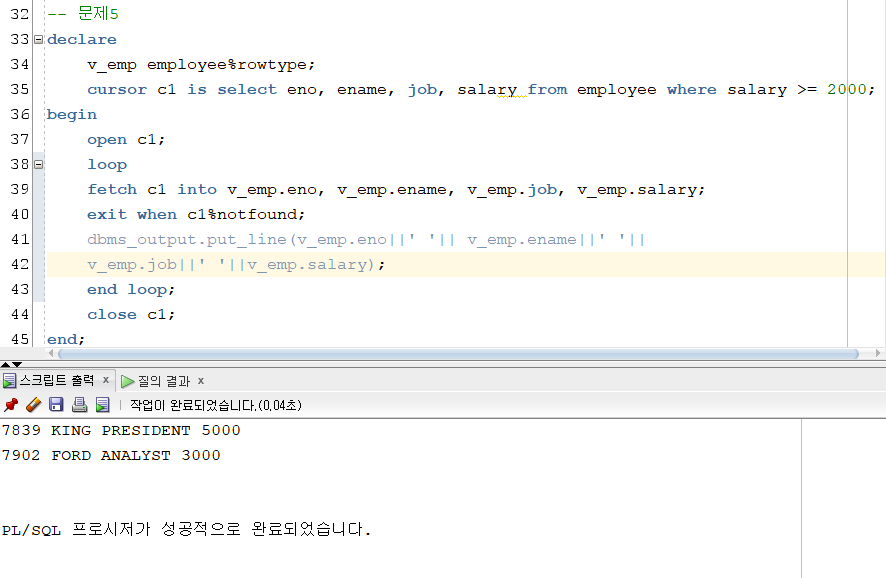 32 -- 문제5
33 declare
34 v_emp employee%rowtype;
35 cursor c1 is select eno, ename, job, salary from employee where salary >= 2000;
36 begin
37 open c1;
38 loop
39 fetch c1 into v_emp.eno, v_emp.ename, v_emp.job, v_emp.salary;
40 exit when c1%notfound;
41 dbms_output.put_line(v_emp.eno||' '|| v_emp.ename||' '||
42 v_emp.job||' '||v_emp.salary);
43 end loop;
44 close c1;
45 end;
스크립트 출력 x 질의 결과 x
작업이 완료되었습니다.(0.04초)
7839 KING PRESIDENT 5000
7902 FORD ANALYST 3000
PL/SQL 프로시저가 성공적으로 완료되었습니다.